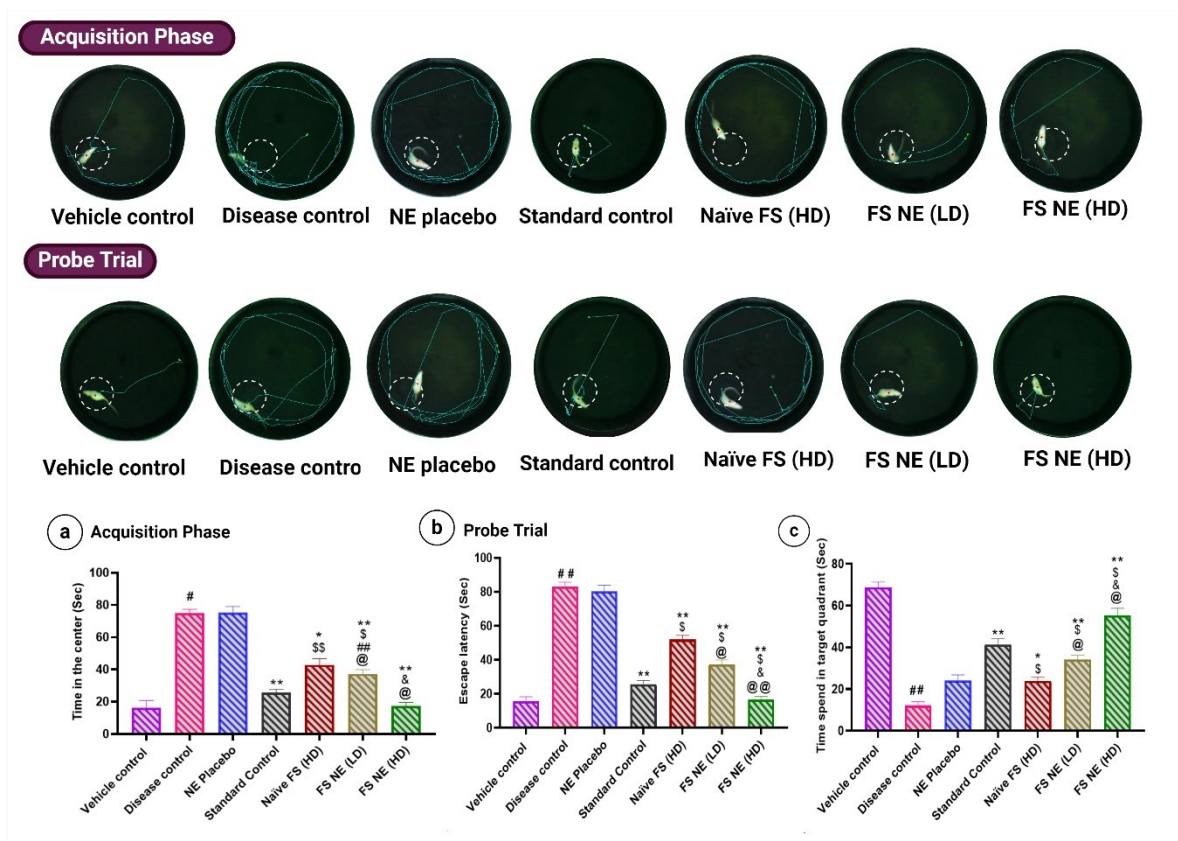 Acquisition Phase
Vehicle control
Disease control
NE placebo
Standard control
Naïve FS (HD)
FS NE (LD)
FS NE (HD)
Probe Trial
Vehicle control
Disease contro
NE placebo
Standard control
Naïve FS (HD)
FS NE (LD)
FS NE (HD)
a Acquisition Phase
Time in the center (Sec)
100
80
60
40
20
0
#
**
*
$$
**
$
##
@
**
&
@
Vehicle control
Disease control
NE Placebo
Standard Control
Naïve FS (HD)
FS NE (LD)
FS NE (HD)
b Probe Trial
Escape latency (Sec)
100
80
60
40
20
0
# #
**
**
$
**
$
@
**
$
&
@ @
Vehicle control
Disease control
NE Placebo
Standard Control
Naïve FS (HD)
FS NE (LD)
FS NE (HD)
c
Time spend in target quadrant (Sec)
80
60
40
20
0
##
**
*
$
**
$
@
**
$
&
@
Vehicle control
Disease control
NE Placebo
Standard Control
Naïve FS (HD)
FS NE (LD)
FS NE (HD)